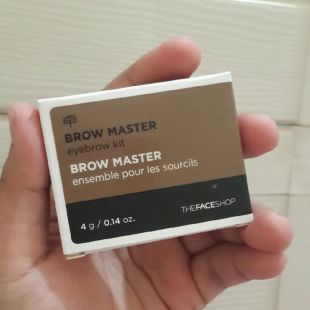 BROW MASTER
eyebrow kit
BROW MASTER
ensemble pour les sourcils
4 g / 0.14 oz.
THEFACESHOP